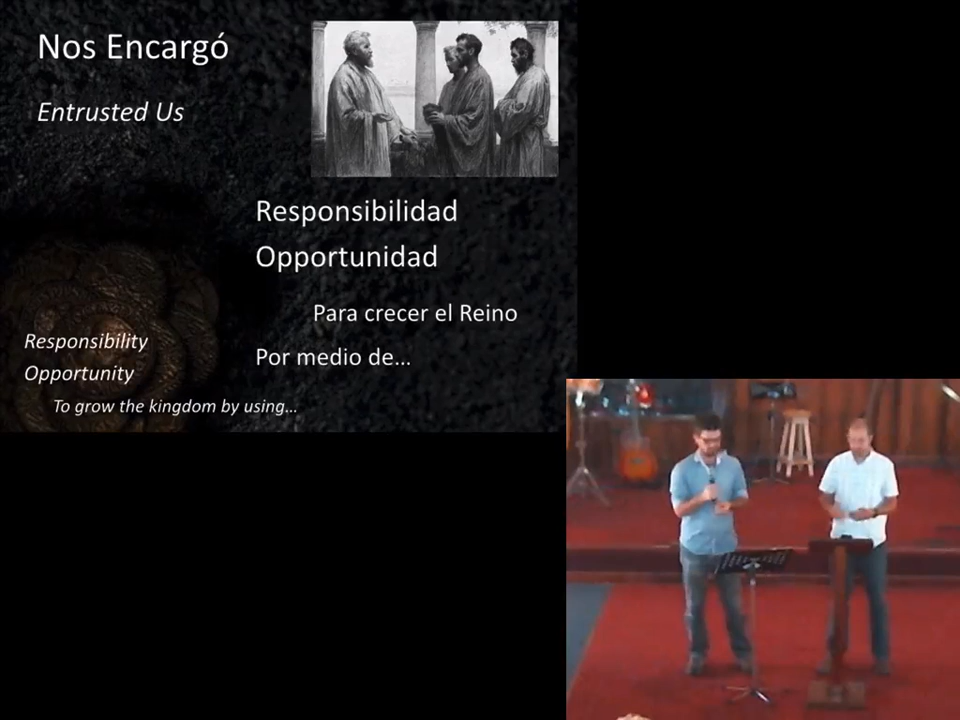 Nos Encargó
Entrusted Us
Responsibilidad
Opportunidad
Para crecer el Reino
Por medio de...
Responsibility
Opportunity
To grow the kingdom by using...